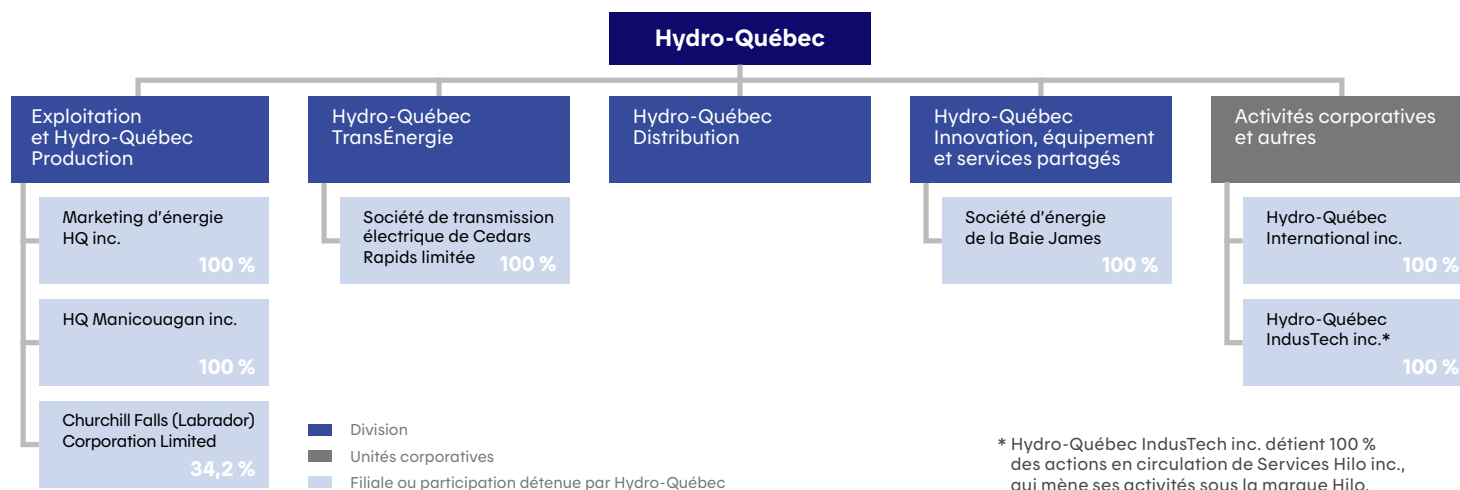 Hydro-Québec
Exploitation
et Hydro-Québec
Production
Marketing d'énergie
HQ inc.
100 %
HQ Manicouagan inc.
100 %
Churchill Falls (Labrador)
Corporation Limited
34,2 %
Hydro-Québec
TransÉnergie
Société de transmission
électrique de Cedars
Rapids limitée 100 %
Hydro-Québec
Distribution
Hydro-Québec
Innovation, équipement
et services partagés
Société d'énergie
de la Baie James
100 %
Activités corporatives
et autres
Hydro-Québec
International inc.
100 %
Hydro-Québec
IndusTech inc.*
100 %
Division
Unités corporatives
Filiale ou participation détenue par Hydro-Québec
* Hydro-Québec IndusTech inc. détient 100 %
des actions en circulation de Services Hilo inc.,
qui mène ses activités sous la marque Hilo.